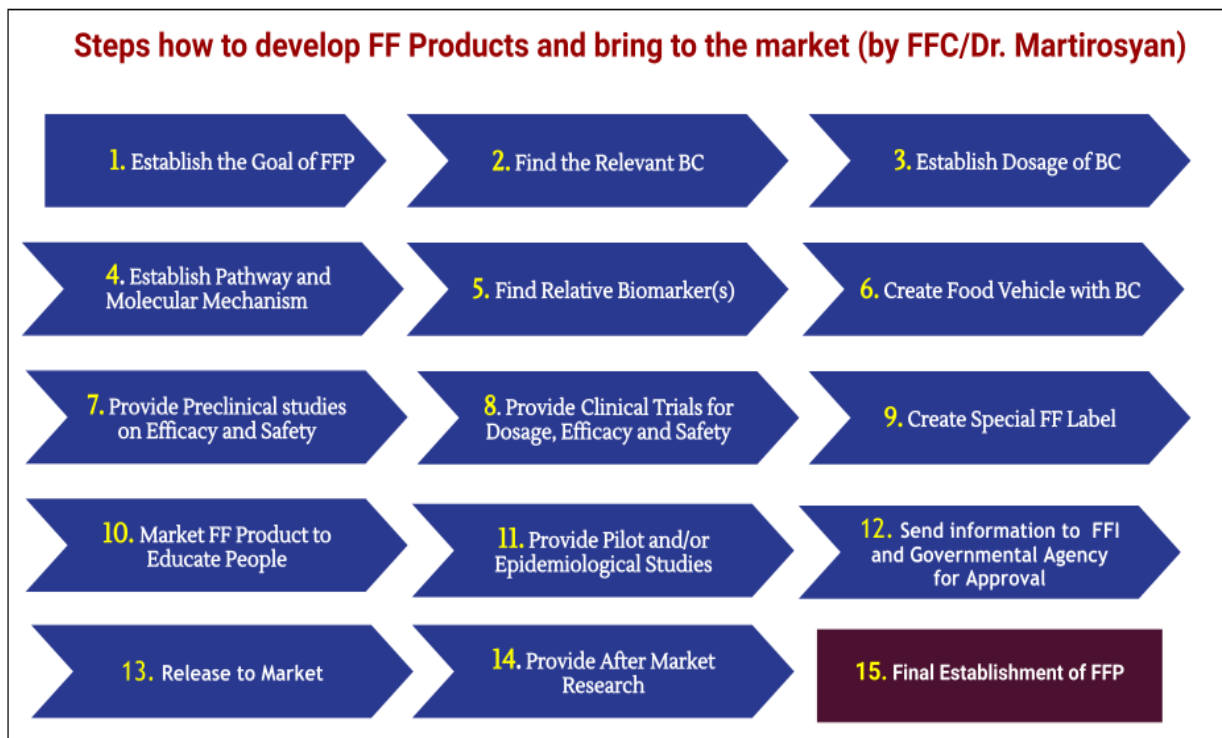 Steps how to develop FF Products and bring to the market (by FFC/Dr. Martirosyan)
1. Establish the Goal of FFP
2. Find the Relevant BC
3. Establish Dosage of BC
4. Establish Pathway and
Molecular Mechanism
5. Find Relative Biomarker(s)
6. Create Food Vehicle with BC
7. Provide Preclinical studies
on Efficacy and Safety
8. Provide Clinical Trials for
Dosage, Efficacy and Safety
9. Create Special FF Label
10. Market FF Product to
Educate People
11. Provide Pilot and/or
Epidemiological Studies
12. Send information to FFI
and Governmental Agency
for Approval
13. Release to Market
14. Provide After Market
Research
15. Final Establishment of FFP